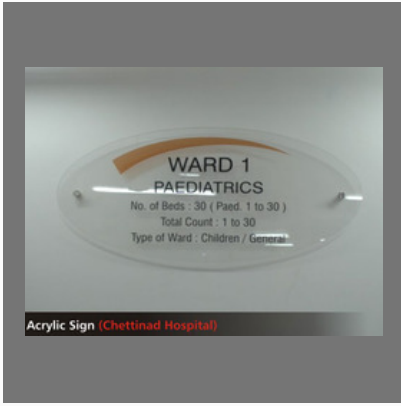 WARD 1
PAEDIATRICS
No. of Beds : 30 ( Paed. 1 to 30 )
Total Count : 1 to 30
Type of Ward : Children / General
Acrylic Sign (Chettinad Hospital)